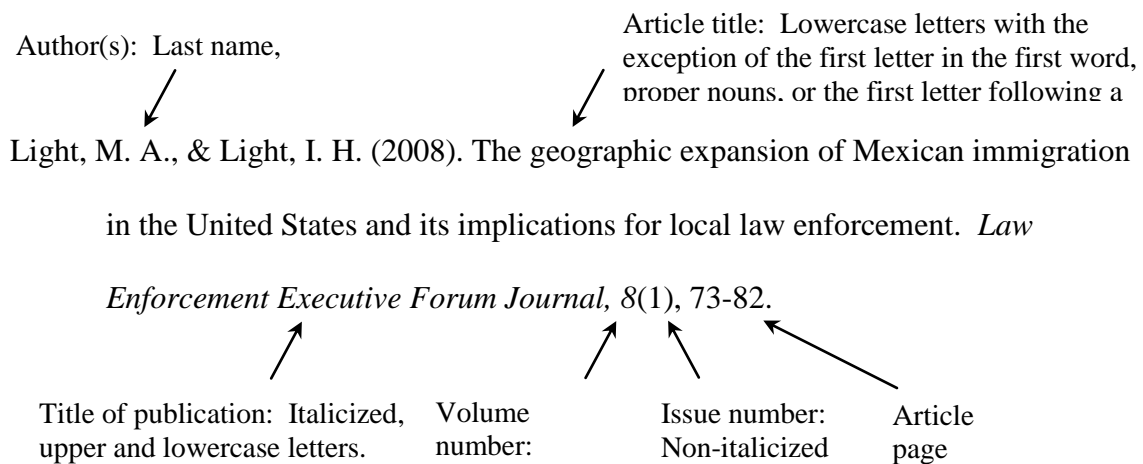 Author(s): Last name,
Article title: Lowercase letters with the
exception of the first letter in the first word,
proper nouns, or the first letter following a
Light, M. A., & Light, I. H. (2008). The geographic expansion of Mexican immigration
in the United States and its implications for local law enforcement. Law
Enforcement Executive Forum Journal, 8(1), 73-82.
Title of publication: Italicized,
upper and lowercase letters.
Volume
number:
Issue number:
Non-italicized
Article
page